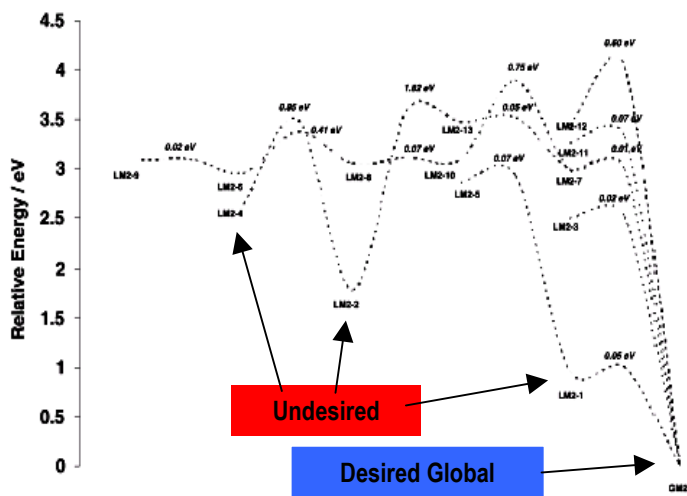 4.5
4
3.5
3
2.5
2
1.5
1
0.5
0
Relative Energy / eV
0.02 eV
0.95 eV
0.41 eV
1.82 eV
0.07 eV
0.75 eV
0.05 eV
0.07 eV
0.60 eV
0.07 eV
0.01 eV
0.02 eV
0.05 eV
LM2-9
LM2-6
LM2-4
LM2-8
LM2-2
LM2-13
LM2-10
LM2-5
LM2-12
LM2-11
LM2-7
LM2-3
LM2-1
GM2
Undesired
Desired Global